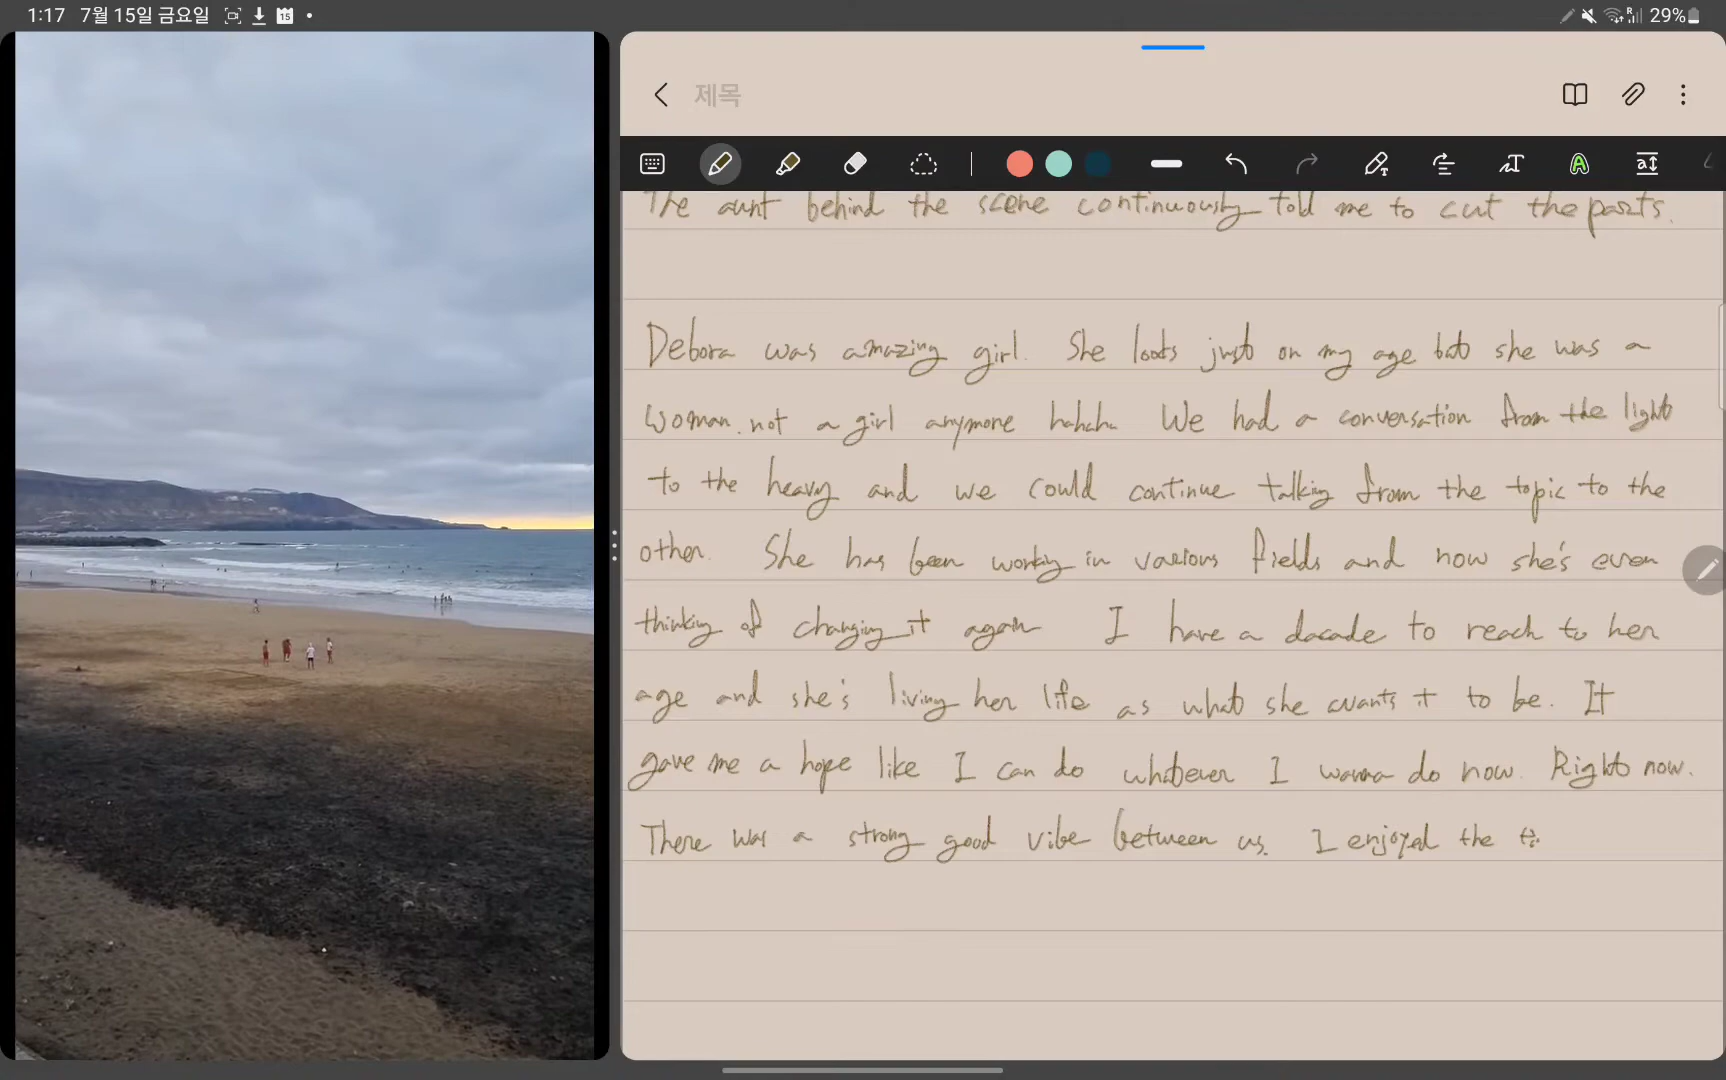 1:17 7월 15일 금요일 15 R 29%
제목
The aunt behind the scene continuously told me to cut the parts.
Debora was amazing girl. She looks just on my age but she was a
woman. not a girl anymore hahaha We had a conversation from the light
to the heavy and we could continue talking from the topic to the
other. She has been working in various fields and now she's even
thinking of changing it again I have a dacade to reach to her
age and she's living her life as what she wants it to be. It
gave me a hope like I can do whatever I wanna do now. Right now.
There was a strong good vibe between us. I enjoyed the